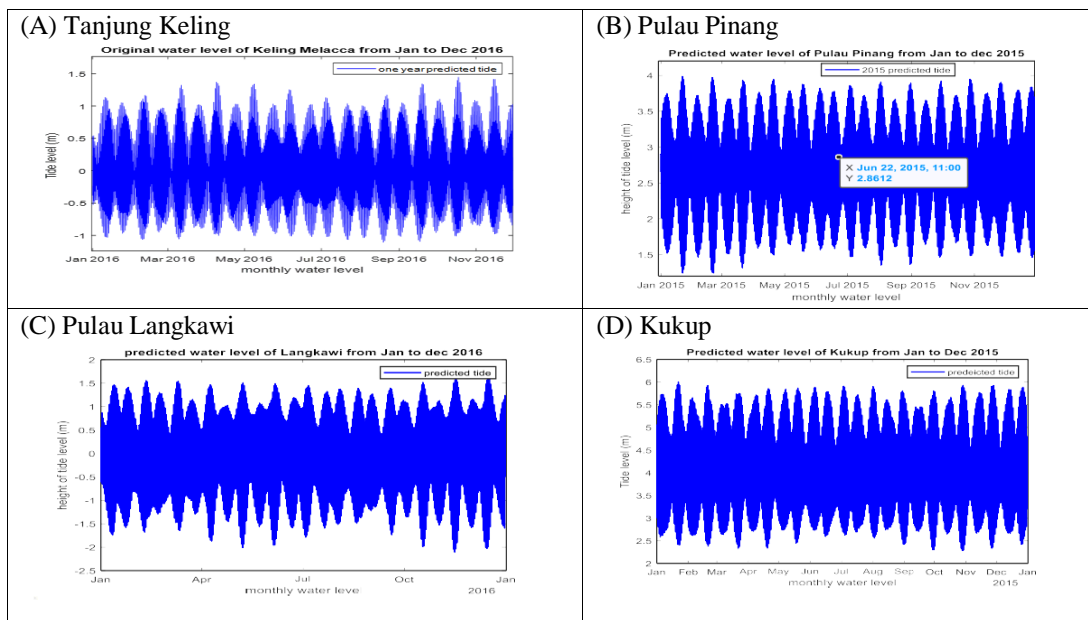 (A) Tanjung Keling
Original water level of Keling Melacca from Jan to Dec 2016
one year predicted tide
1.5
1
0.5
0
-0.5
-1
Tide level (m)
Jan 2016 Mar 2016 May 2016 Jul 2016 Sep 2016 Nov 2016
monthly water level
(B) Pulau Pinang
Predicted water level of Pulau Pinang from Jan to dec 2015
2015 predicted tide
4
3.5
3
2.5
2
1.5
height of tide level (m)
X Jun 22, 2015, 11:00
Y 2.8612
Jan 2015 Mar 2015 May 2015 Jul 2015 Sep 2015 Nov 2015
monthly water level
(C) Pulau Langkawi
predicted water level of Langkawi from Jan to dec 2016
predicted tide
2
1.5
1
0.5
0
-0.5
-1
-1.5
-2
-2.5
height of tide level (m)
Jan Apr Jul Oct Jan
2016
monthly water leve
(D) Kukup
Predicted water level of Kukup from Jan to Dec 2015
predeicted tide
6.5
6
5.5
5
4.5
4
3.5
3
2.5
2
Tide level (m)
Jan Feb Mar Apr May Jun Jul Aug Sep Oct Nov Dec Jan
2015
monthly water level